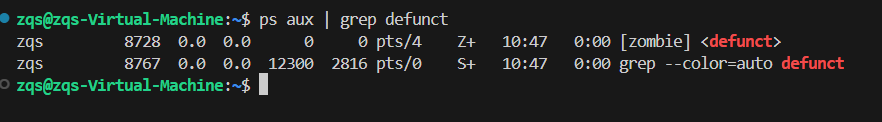 zqs@zqs-Virtual-Machine:~$ ps aux | grep defunct
zqs 8728 0.0 0.0 0 0 pts/4 Z+ 10:47 0:00 [zombie] <defunct>
zqs 8767 0.0 0.0 12300 2816 pts/0 S+ 10:47 0:00 grep --color=auto defunct
zqs@zqs-Virtual-Machine:~$